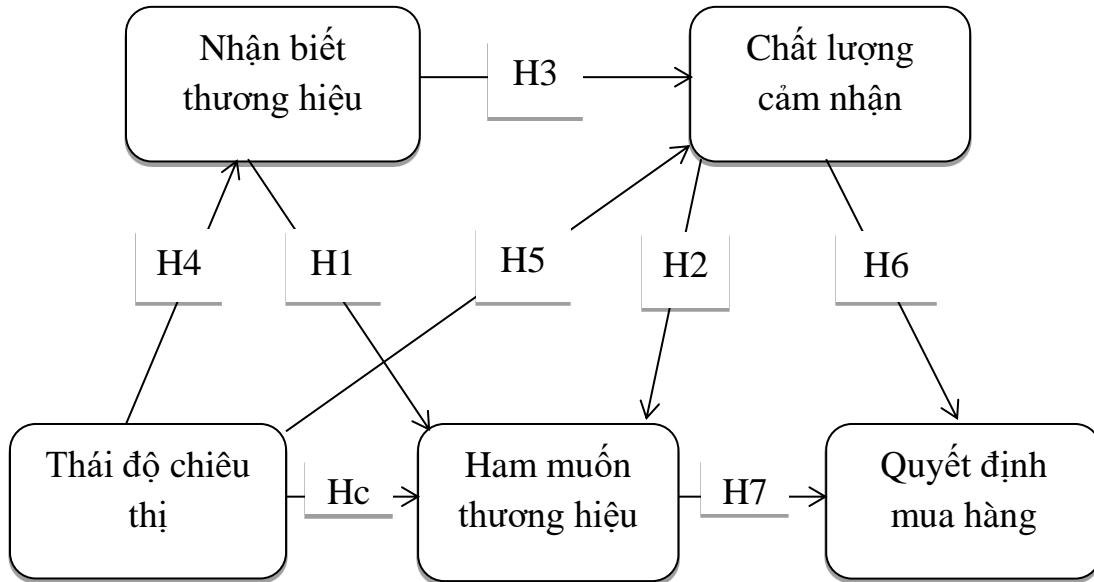 Nhận biết
thương hiệu
H3
Chất lượng
cảm nhận
H4
H1
H5
H2
H6
Thái độ chiêu
thị
Hc
Ham muốn
thương hiệu
H7
Quyết định
mua hàng